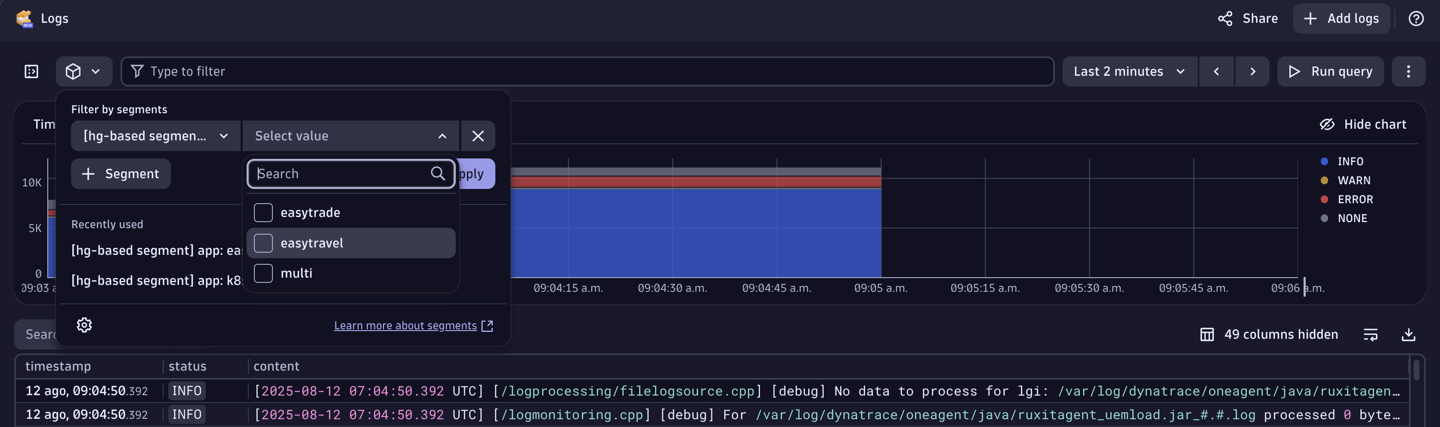 Logs
Share
Add logs
Type to filter
Last 2 minutes
Run query
Filter by segments
[hg-based segmen...
Select value
Hide chart
Segment
Search
INFO
WARN
ERROR
NONE
10K
5K
0
easytrade
easytravel
multi
Recently used
[hg-based segment] app:
[hg-based segment] app: k8
09:04:15 a.m.
09:04:30 a.m.
09:04:45 a.m.
09:05 a.m.
09:05:15 a.m.
09:05:30 a.m.
09:05:45 a.m.
09:06 a.m.
Learn more about segments
49 columns hidden
timestamp status content
12 ago, 09:04:50.392 INFO [2025-08-12 07:04:50.392 UTC] [/logprocessing/filelogsource.cpp] [debug] No data to process for lgi: /var/log/dynatrace/oneagent/java/ruxitagen...
12 ago, 09:04:50.392 INFO [2025-08-12 07:04:50.392 UTC] [/logmonitoring.cpp] [debug] For /var/log/dynatrace/oneagent/java/ruxitagent_uemload.jar_#.#.log processed 0 byte...